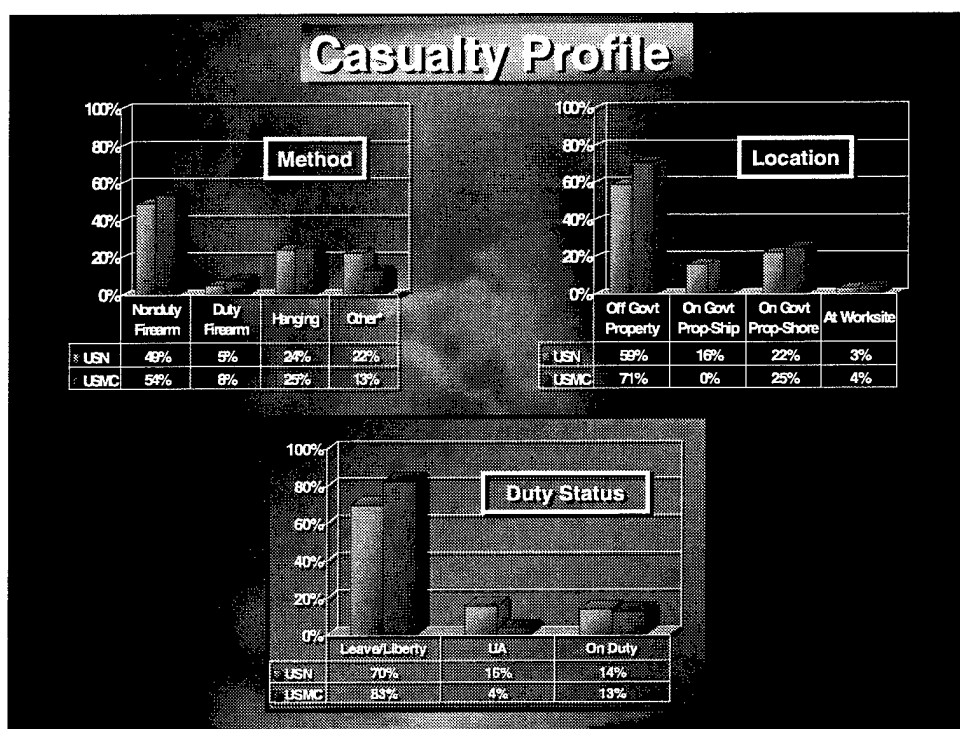 Casualty Profile
Method
100%
80%
60%
40%
20%
0%
Nonduty Firearm Duty Firearm Hanging Other*
USN 49% 5% 24% 22%
USMC 54% 8% 25% 13%
Location
100%
80%
60%
40%
20%
0%
Off Govt Property On Govt Prop-Ship On Govt Prop-Shore At Worksite
USN 59% 16% 22% 3%
USMC 71% 0% 25% 4%
Duty Status
100%
80%
60%
40%
20%
0%
Leave/Liberty UA On Duty
USN 70% 16% 14%
USMC 83% 4% 13%